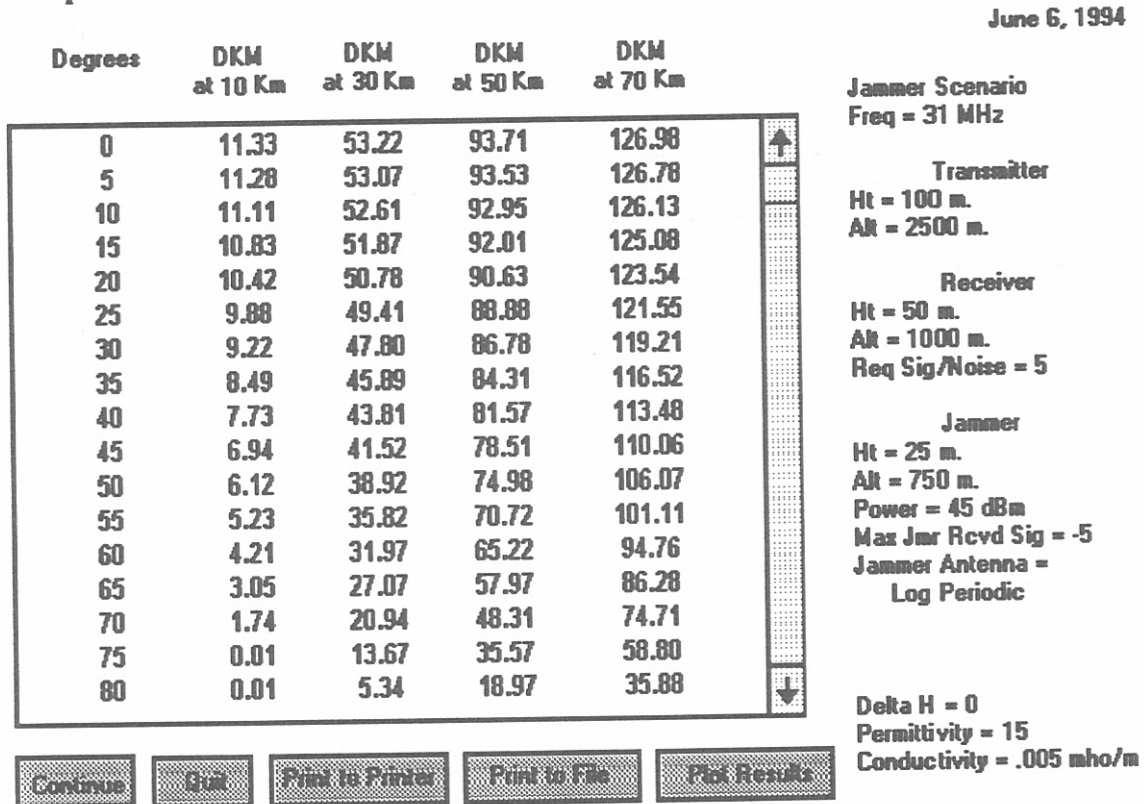 June 6, 1994
Degrees DKM at 10 Km DKM at 30 Km DKM at 50 Km DKM at 70 Km
0 11.33 53.22 93.71 126.98
5 11.28 53.07 93.53 126.78
10 11.11 52.61 92.95 126.13
15 10.83 51.87 92.01 125.08
20 10.42 50.78 90.63 123.54
25 9.88 49.41 88.88 121.55
30 9.22 47.80 86.78 119.21
35 8.49 45.89 84.31 116.52
40 7.73 43.81 81.57 113.48
45 6.94 41.52 78.51 110.06
50 6.12 38.92 74.98 106.07
55 5.23 35.82 70.72 101.11
60 4.21 31.97 65.22 94.76
65 3.05 27.07 57.97 86.28
70 1.74 20.94 48.31 74.71
75 0.01 13.67 35.57 58.80
80 0.01 5.34 18.97 35.88
Continue Quit Print to Printer Print to File Plot Results
Jammer Scenario
Freq = 31 MHz
Transmitter
Ht = 100 m.
Alt = 2500 m.
Receiver
Ht = 50 m.
Alt = 1000 m.
Req Sig/Noise = 5
Jammer
Ht = 25 m.
Alt = 750 m.
Power = 45 dBm
Max Jmr Rcvd Sig = -5
Jammer Antenna =
Log Periodic
Delta H = 0
Permittivity = 15
Conductivity = .005 mho/m